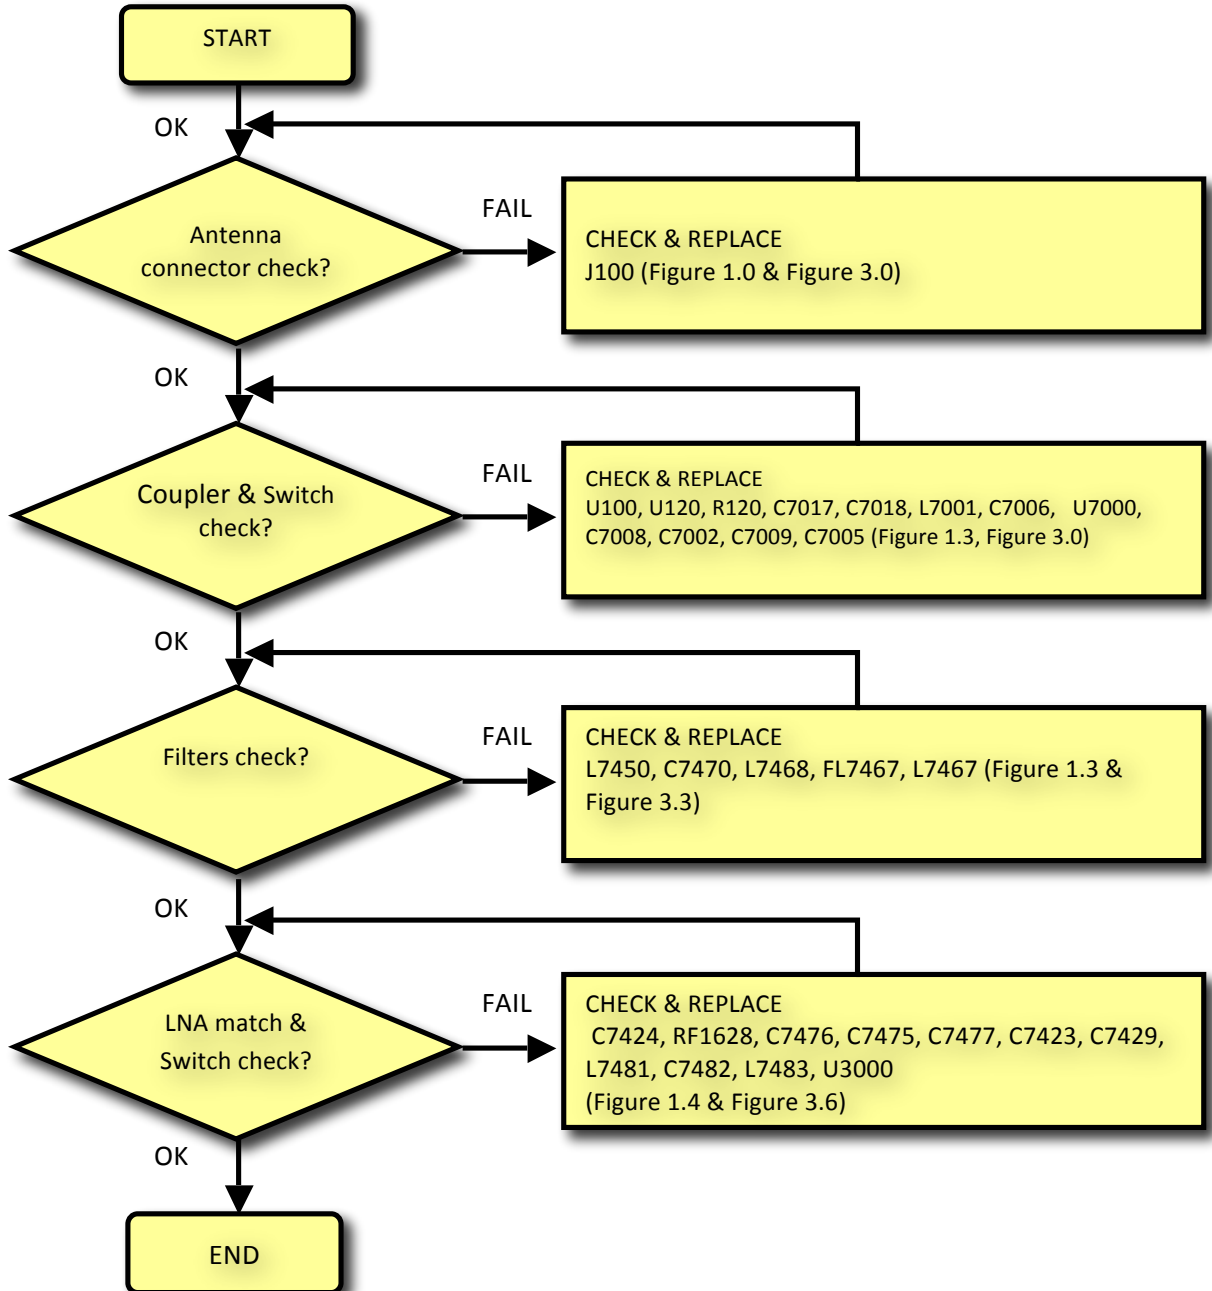 START
OK
Antenna
connector check?
FAIL
CHECK & REPLACE
J100 (Figure 1.0 & Figure 3.0)
OK
Coupler & Switch
check?
FAIL
CHECK & REPLACE
U100, U120, R120, C7017, C7018, L7001, C7006, U7000,
C7008, C7002, C7009, C7005 (Figure 1.3, Figure 3.0)
OK
Filters check?
FAIL
CHECK & REPLACE
L7450, C7470, L7468, FL7467, L7467 (Figure 1.3 &
Figure 3.3)
OK
LNA match &
Switch check?
FAIL
CHECK & REPLACE
C7424, RF1628, C7476, C7475, C7477, C7423, C7429,
L7481, C7482, L7483, U3000
(Figure 1.4 & Figure 3.6)
OK
END